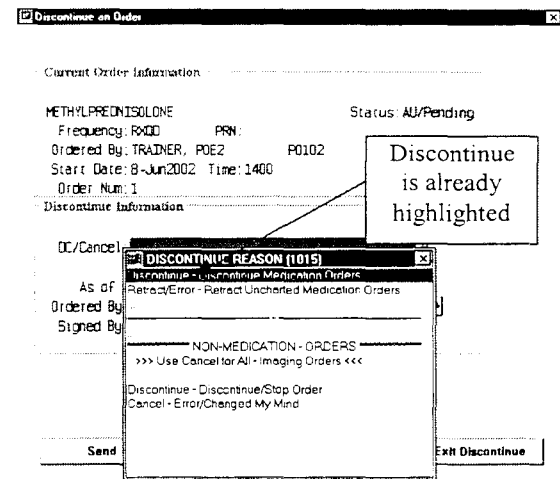 Discontinue an Order
Current Order Information
METHYLPREDNISOLONE Status: AU/Pending
Frequency: RXQD PRN:
Ordered By: TRAINER, POE2 P0102
Start Date: 8-Jun2002 Time: 1400
Order Num: 1
Discontinue
is already
highlighted
Discontinue Information
DC/Cancel
As of
Ordered By
Signed By
DISCONTINUE REASON (1015)
Discontinue - Discontinue Medication Orders
Retract/Error - Retract Uncharted Medication Orders
NON-MEDICATION - ORDERS
>>> Use Cancel for All - Imaging Orders <<<
Discontinue - Discontinue/Stop Order
Cancel - Error/Changed My Mind
Send
Exit Discontinue